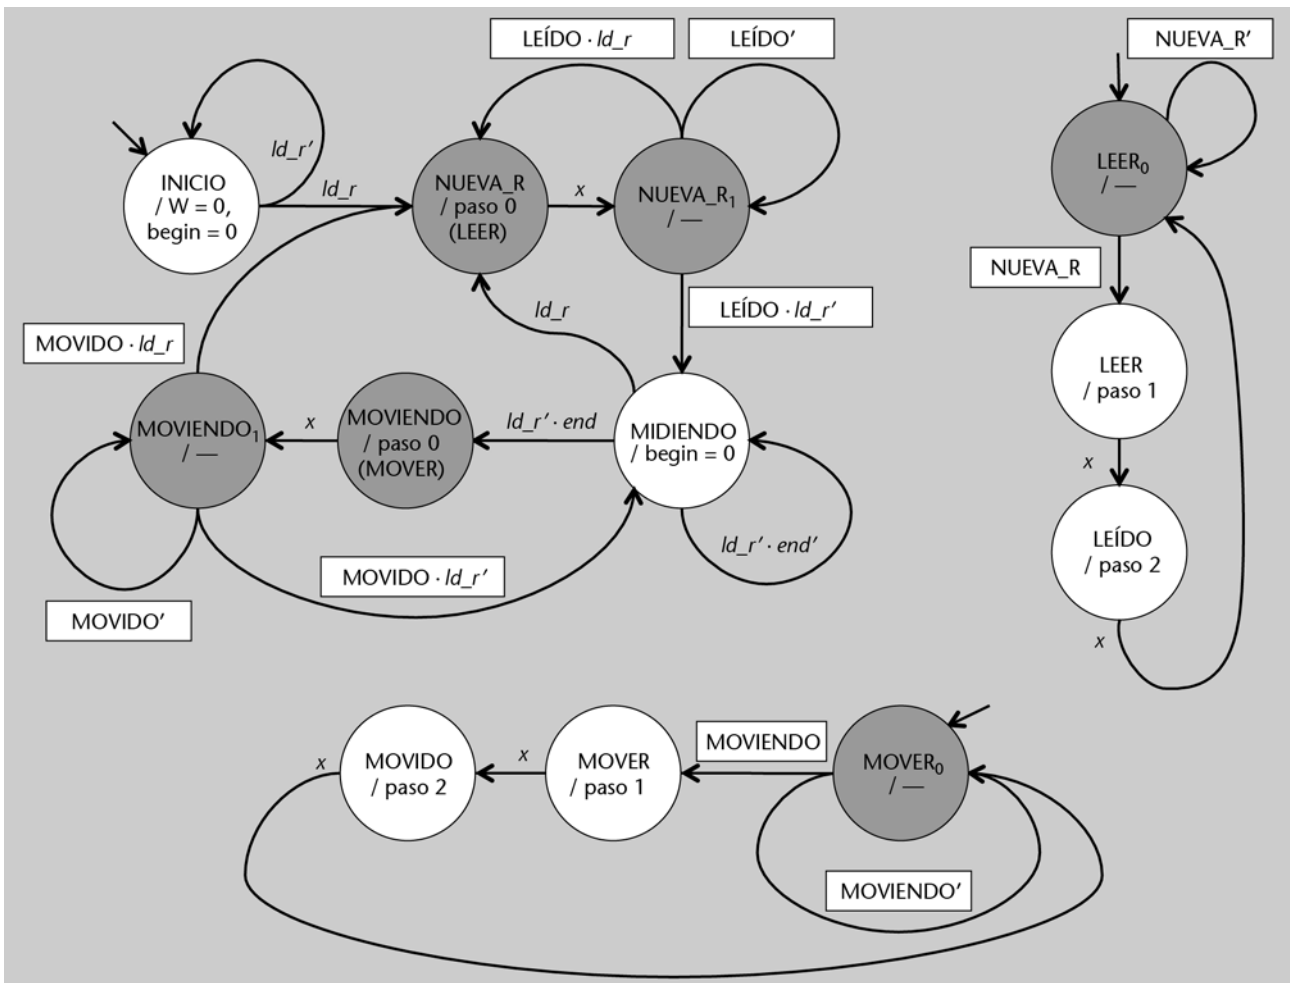 LEÍDO · ld_r
LEÍDO′
NUEVA_R′
ld_r′
INICIO
/ W = 0,
begin = 0
ld_r
NUEVA_R
/ paso 0
(LEER)
x
NUEVA_R1
/ —
LEER0
/ —
NUEVA_R
ld_r
LEÍDO · ld_r′
MOVIDO · ld_r
LEER
/ paso 1
MOVIENDO1
/ —
x
MOVIENDO
/ paso 0
(MOVER)
ld_r′ · end
MIDIENDO
/ begin = 0
x
ld_r′ · end′
LEÍDO
/ paso 2
MOVIDO · ld_r′
MOVIDO′
x
x
MOVIDO
/ paso 2
x
MOVER
/ paso 1
MOVIENDO
MOVER0
/ —
MOVIENDO′